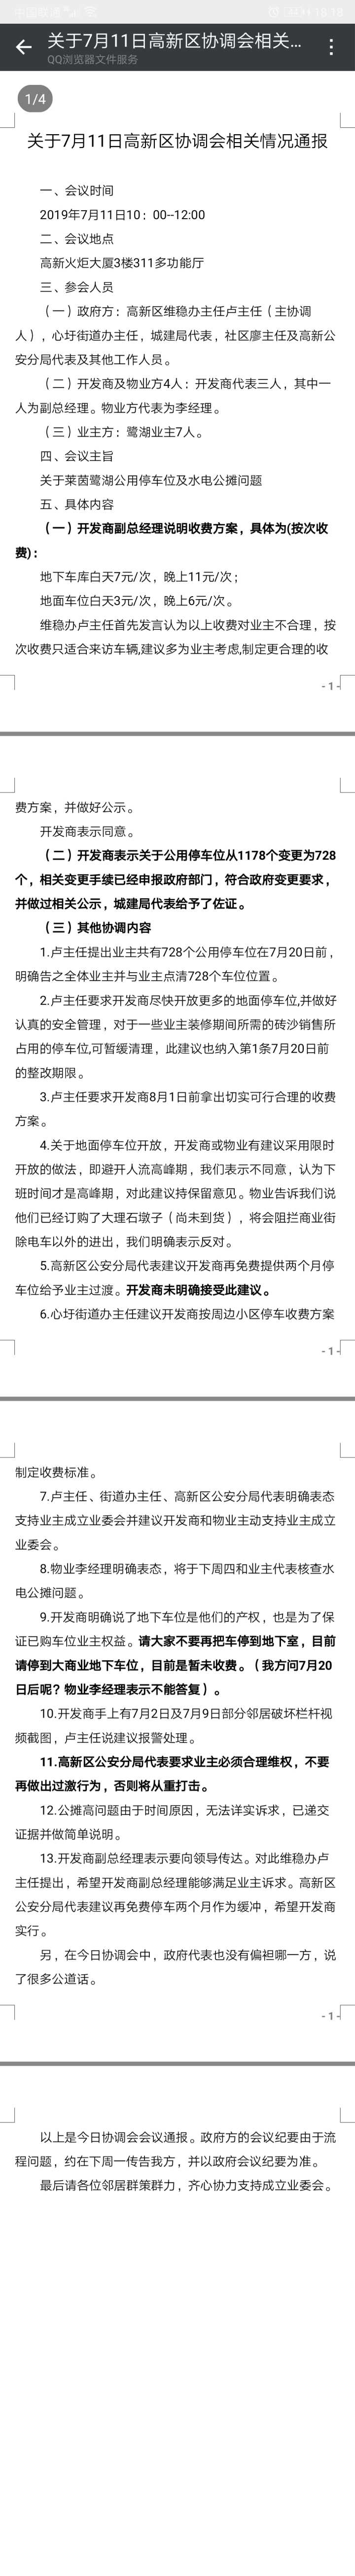 中国联通
18:18
关于7月11日高新区协调会相关...
QQ浏览器文件服务
1/4
关于7月11日高新区协调会相关情况通报
一、会议时间
2019年7月11日10：00--12:00
二、会议地点
高新火炬大厦3楼311多功能厅
三、参会人员
（一）政府方：高新区维稳办主任卢主任（主协调
人），心圩街道办主任，城建局代表，社区廖主任及高新公
安分局代表及其他工作人员。
（二）开发商及物业方4人：开发商代表三人，其中一
人为副总经理。物业方代表为李经理。
（三）业主方：鹭湖业主7人。
四、会议主旨
关于莱茵鹭湖公用停车位及水电公摊问题
五、具体内容
（一）开发商副总经理说明收费方案，具体为(按次收
费)：
地下车库白天7元/次，晚上11元/次；
地面车位白天3元/次，晚上6元/次。
维稳办卢主任首先发言认为以上收费对业主不合理，按
次收费只适合来访车辆,建议多为业主考虑,制定更合理的收
- 1 -
费方案，并做好公示。
开发商表示同意。
（二）开发商表示关于公用停车位从1178个变更为728
个，相关变更手续已经申报政府部门，符合政府变更要求，
并做过相关公示，城建局代表给予了佐证。
（三）其他协调内容
1.卢主任提出业主共有728个公用停车位在7月20日前，
明确告之全体业主并与业主点清728个车位位置。
2.卢主任要求开发商尽快开放更多的地面停车位,并做好
认真的安全管理，对于一些业主装修期间所需的砖沙销售所
占用的停车位,可暂缓清理，此建议也纳入第1条7月20日前
的整改期限。
3.卢主任要求开发商8月1日前拿出切实可行合理的收费
方案。
4.关于地面停车位开放，开发商或物业有建议采用限时
开放的做法，即避开人流高峰期，我们表示不同意，认为下
班时间才是高峰期，对此建议持保留意见。物业告诉我们说
他们已经订购了大理石墩子（尚未到货），将会阻拦商业街
除电车以外的进出，我们明确表示反对。
5.高新区公安分局代表建议开发商再免费提供两个月停
车位给予业主过渡。开发商未明确接受此建议。
6.心圩街道办主任建议开发商按周边小区停车收费方案
- 1 -
制定收费标准。
7.卢主任、街道办主任、高新区公安分局代表明确表态
支持业主成立业委会并建议开发商和物业主动支持业主成立
业委会。
8.物业李经理明确表态，将于下周四和业主代表核查水
电公摊问题。
9.开发商明确说了地下车位是他们的产权，也是为了保
证已购车位业主权益。请大家不要再把车停到地下室，目前
请停到大商业地下车位，目前是暂未收费。（我方问7月20
日后呢？物业李经理表示不能答复）。
10.开发商手上有7月2日及7月9日部分邻居破坏栏杆视
频截图，卢主任说建议报警处理。
11.高新区公安分局代表要求业主必须合理维权，不要
再做出过激行为，否则将从重打击。
12.公摊高问题由于时间原因，无法详实诉求，已递交
证据并做简单说明。
13.开发商副总经理表示要向领导传达。对此维稳办卢
主任提出，希望开发商副总经理能够满足业主诉求。高新区
公安分局代表建议再免费停车两个月作为缓冲，希望开发商
实行。
另，在今日协调会中，政府代表也没有偏袒哪一方，说
了很多公道话。
- 1 -
以上是今日协调会会议通报。政府方的会议纪要由于流
程问题，约在下周一传告我方，并以政府会议纪要为准。
最后请各位邻居群策群力，齐心协力支持成立业委会。